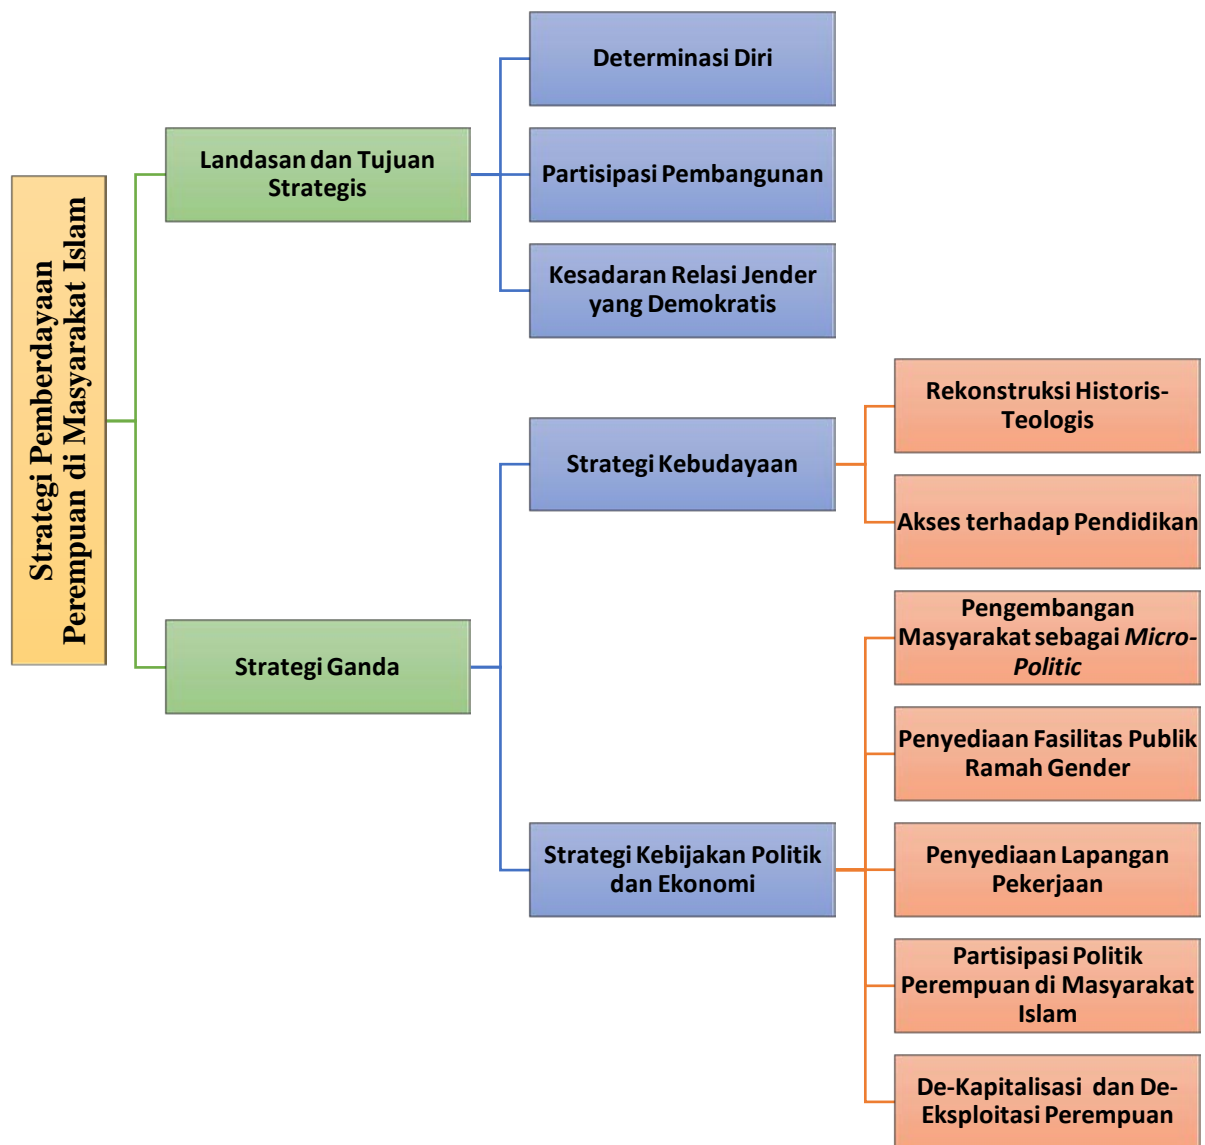 Strategi Pemberdayaan
Perempuan di Masyarakat Islam
Landasan dan Tujuan
Strategis
Determinasi Diri
Partisipasi Pembangunan
Kesadaran Relasi Jender
yang Demokratis
Strategi Ganda
Strategi Kebudayaan
Rekonstruksi Historis-
Teologis
Akses terhadap Pendidikan
Strategi Kebijakan Politik
dan Ekonomi
Pengembangan
Masyarakat sebagai Micro-
Politic
Penyediaan Fasilitas Publik
Ramah Gender
Penyediaan Lapangan
Pekerjaan
Partisipasi Politik
Perempuan di Masyarakat
Islam
De-Kapitalisasi dan De-
Eksploitasi Perempuan